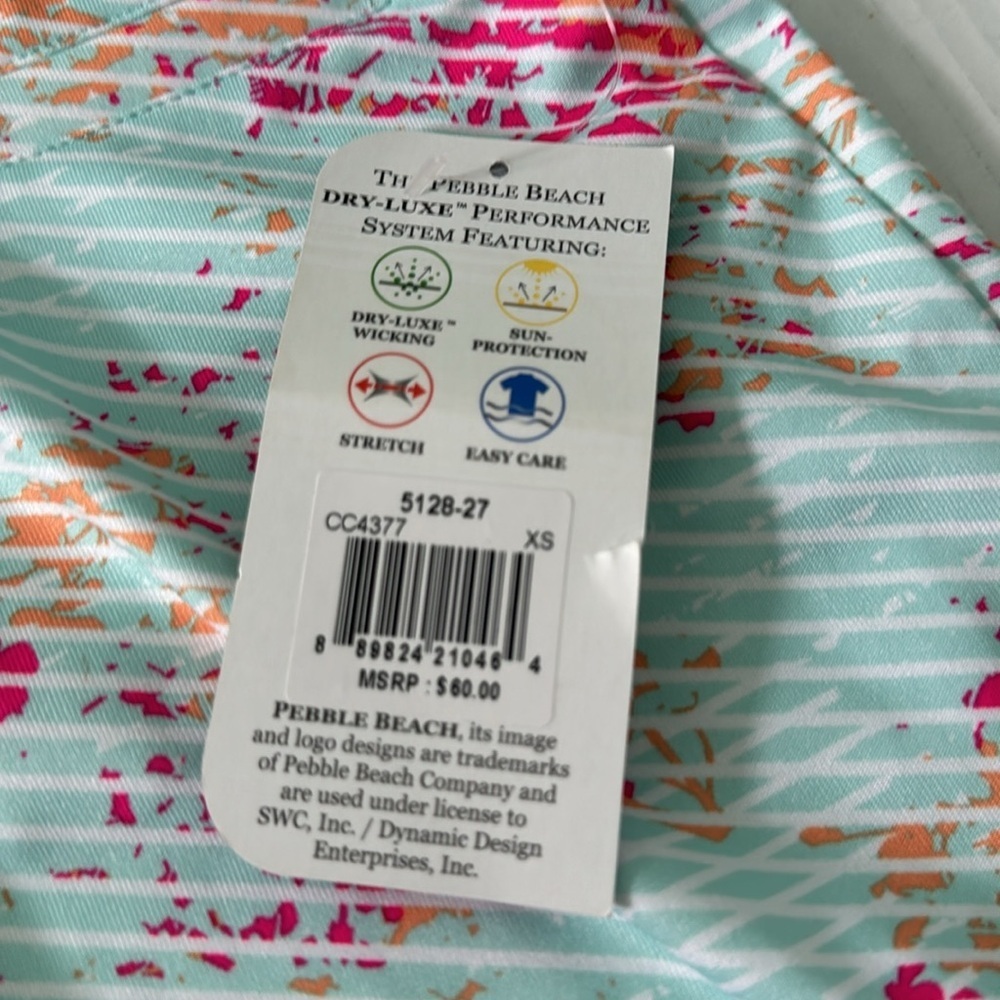 THE PEBBLE BEACH
DRY-LUXE™ PERFORMANCE
SYSTEM FEATURING:
DRY-LUXE™
WICKING
SUN-
PROTECTION
STRETCH
EASY CARE
5128-27
CC4377 XS
8 89824 21046 4
MSRP : $60.00
PEBBLE BEACH, its image
and logo designs are trademarks
of Pebble Beach Company and
are used under license to
SWC, Inc. / Dynamic Design
Enterprises, Inc.